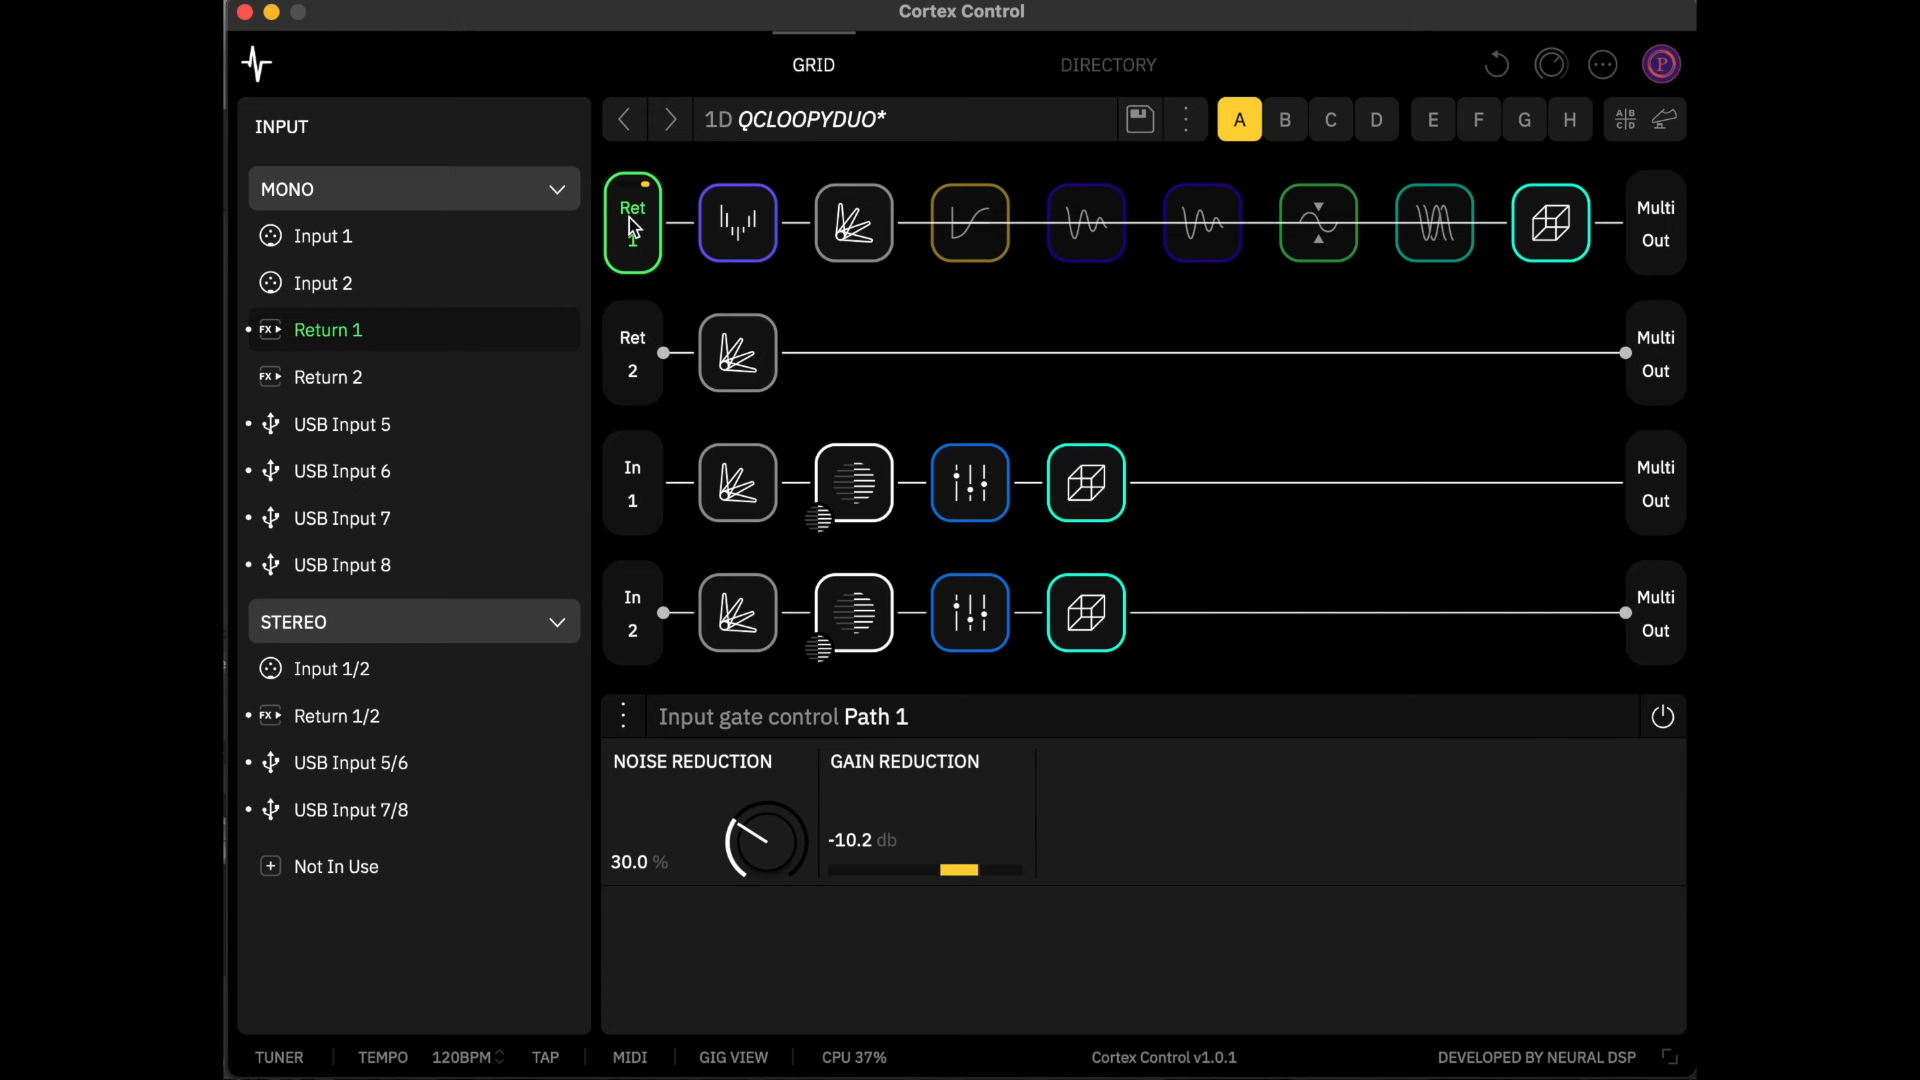 Cortex Control
GRID
DIRECTORY
P
INPUT
1D QCLOOPYDUO*
A
B
C
D
E
F
G
H
A B
C D
MONO
Input 1
Input 2
FX Return 1
FX Return 2
USB Input 5
USB Input 6
USB Input 7
USB Input 8
STEREO
Input 1/2
FX Return 1/2
USB Input 5/6
USB Input 7/8
Not In Use
Ret
1
Multi
Out
Ret
2
Multi
Out
In
1
Multi
Out
In
2
Multi
Out
Input gate control Path 1
NOISE REDUCTION
GAIN REDUCTION
30.0 %
-10.2 db
TUNER
TEMPO
120BPM
TAP
MIDI
GIG VIEW
CPU 37%
Cortex Control v1.0.1
DEVELOPED BY NEURAL DSP